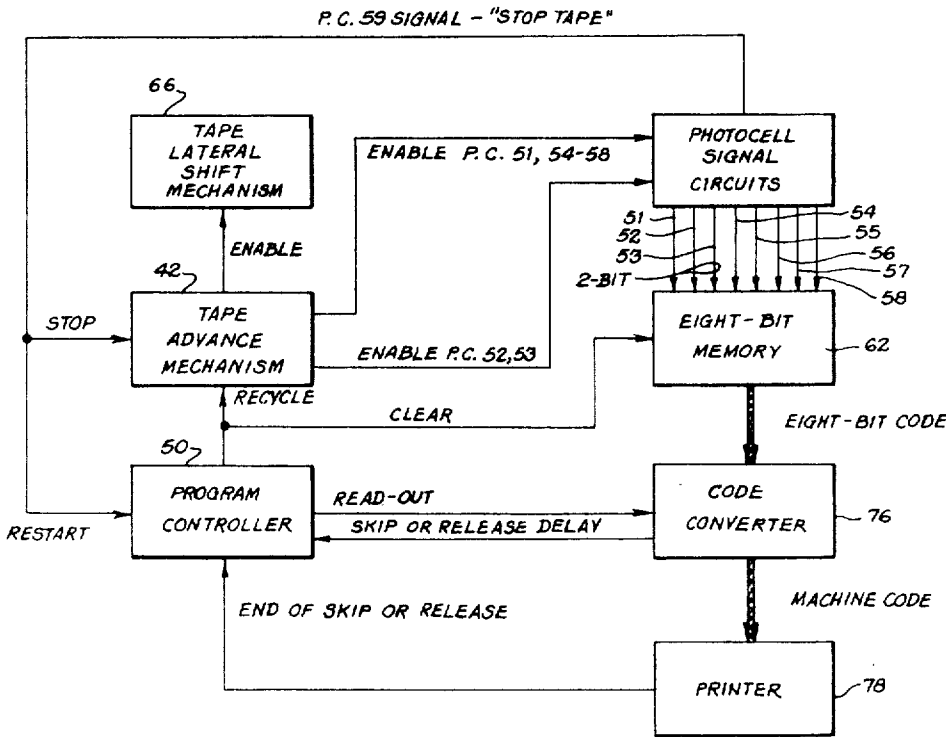 P.C. 59 SIGNAL - "STOP TAPE"
66
TAPE
LATERAL
SHIFT
MECHANISM
ENABLE P.C. 51, 54-58
PHOTOCELL
SIGNAL
CIRCUITS
51
52
53
2-BIT
54
55
56
57
58
ENABLE
42
STOP
TAPE
ADVANCE
MECHANISM
ENABLE P.C. 52,53
EIGHT-BIT
MEMORY
62
RECYCLE
CLEAR
EIGHT-BIT CODE
50
PROGRAM
CONTROLLER
READ-OUT
SKIP OR RELEASE DELAY
CODE
CONVERTER
76
RESTART
END OF SKIP OR RELEASE
MACHINE CODE
PRINTER
78